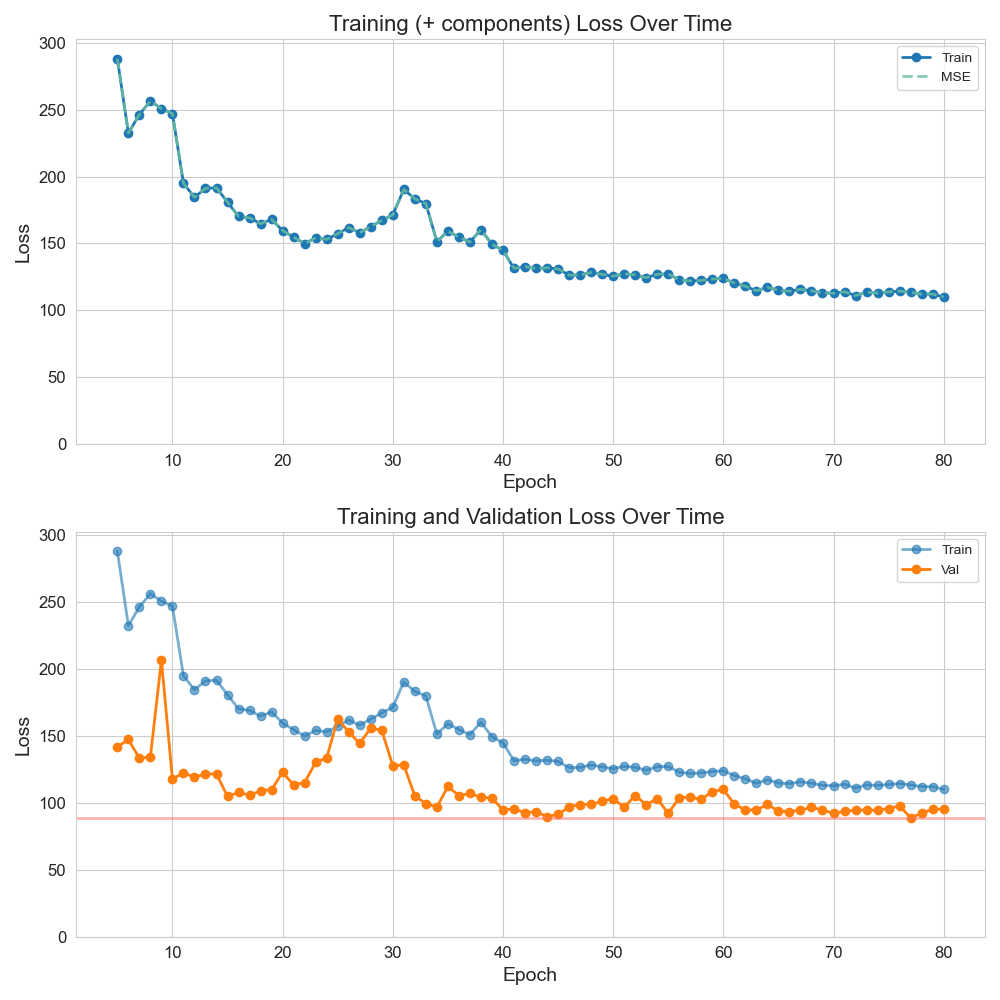 Training (+ components) Loss Over Time
300
250
200
150
100
50
0
Loss
Train
MSE
10 20 30 40 50 60 70 80
Epoch
Training and Validation Loss Over Time
300
250
200
150
100
50
0
Loss
Train
Val
10 20 30 40 50 60 70 80
Epoch